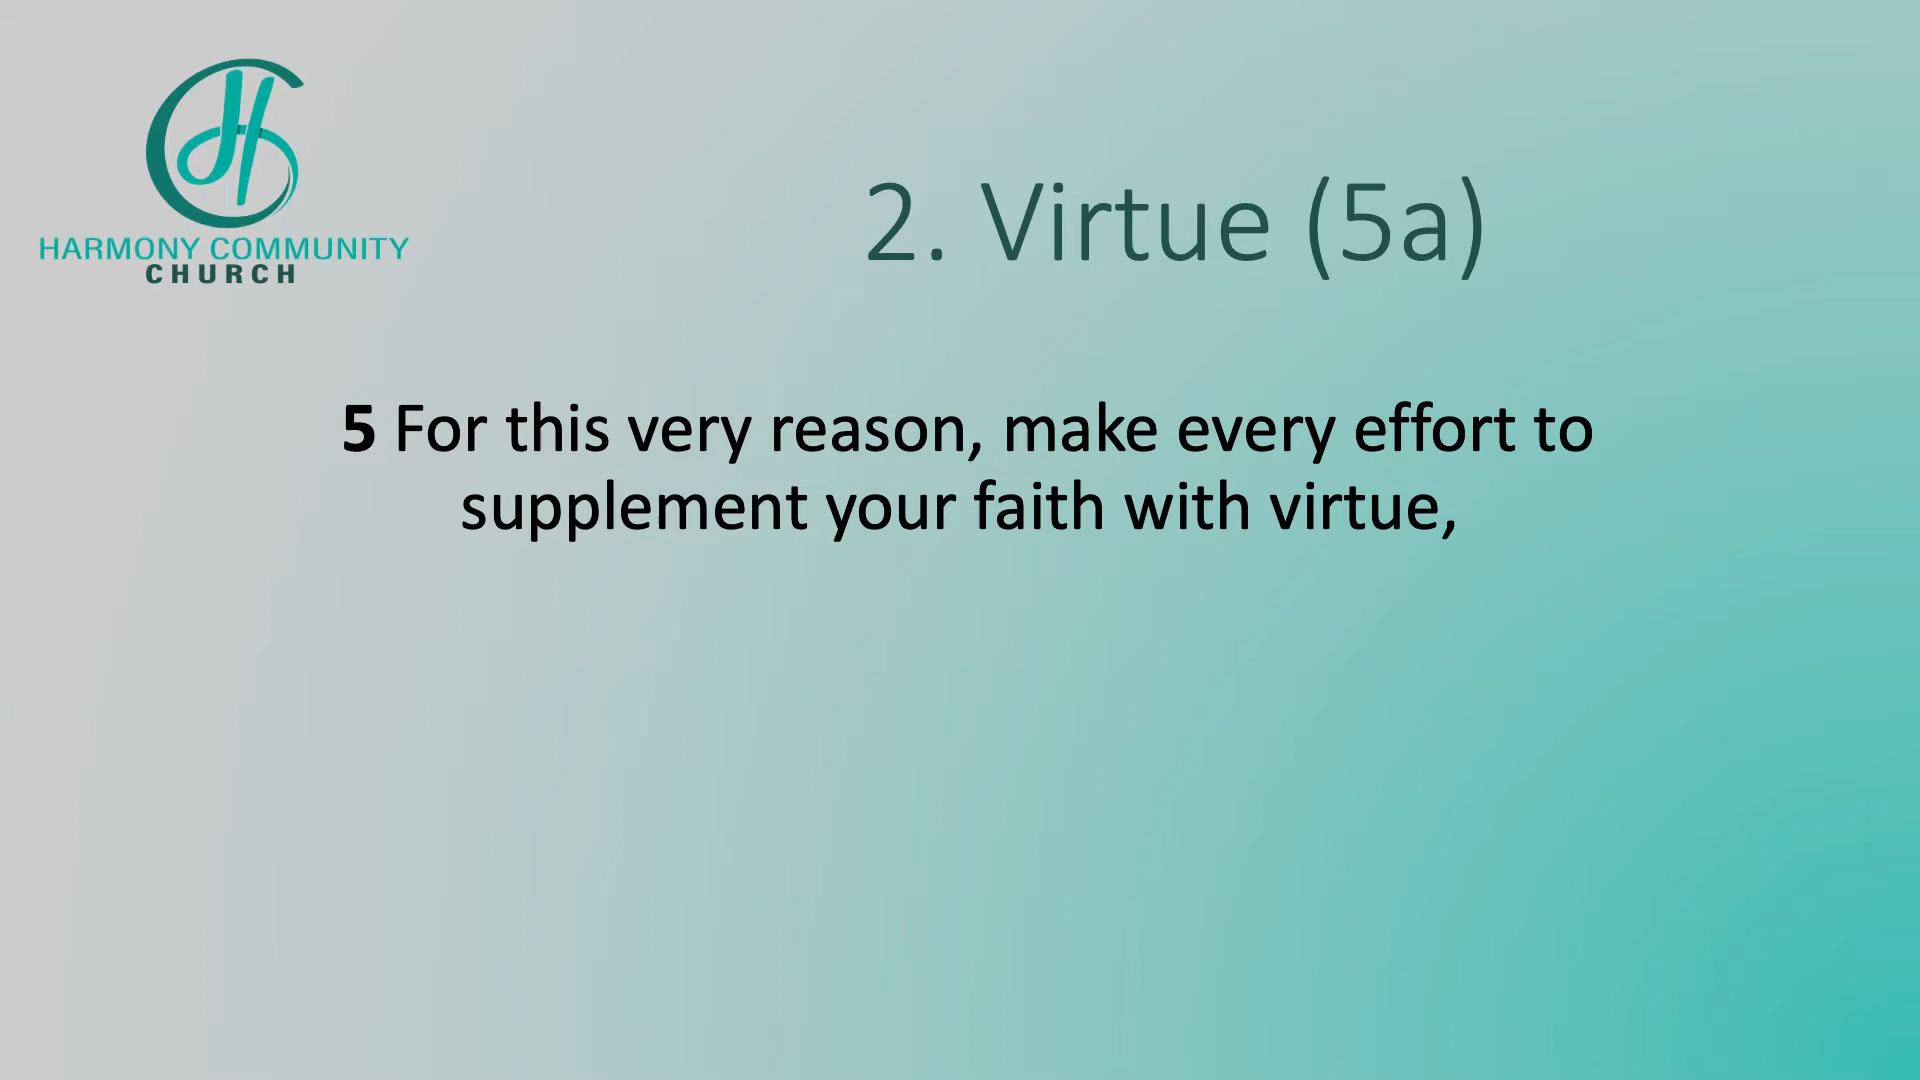 HARMONY COMMUNITY
CHURCH
2. Virtue (5a)
5 For this very reason, make every effort to
supplement your faith with virtue,